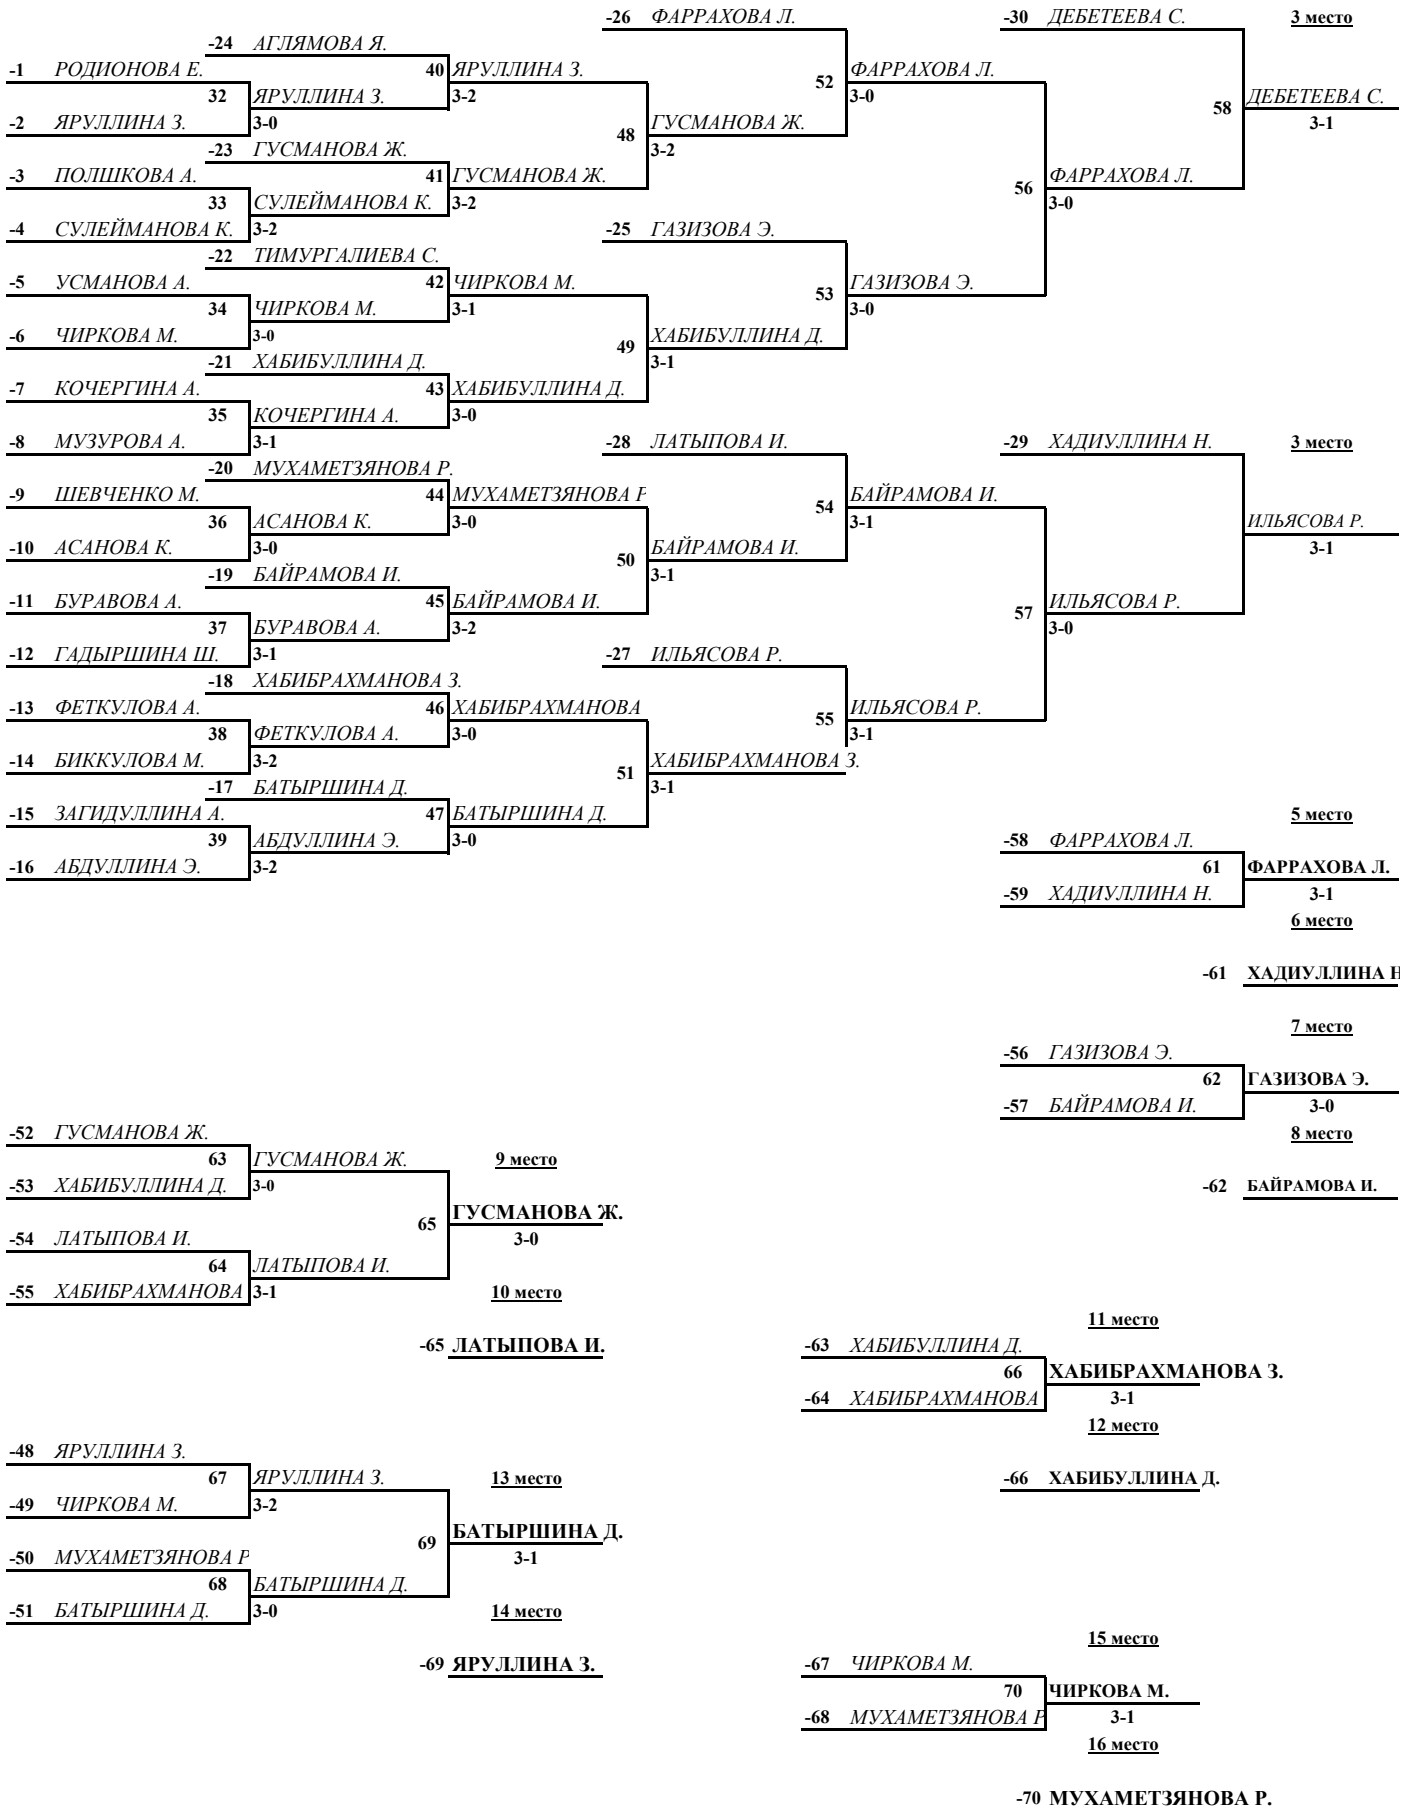 -26 ФАРРАХОВА Л. -30 ДЕБЕТЕЕВА С. 3 место
-24 АГЛЯМОВА Я.
-1 РОДИОНОВА Е. 40 ЯРУЛЛИНА З. 52 ФАРРАХОВА Л.
32 ЯРУЛЛИНА З. 3-2 3-0 58 ДЕБЕТЕЕВА С.
-2 ЯРУЛЛИНА З. 3-0 48 ГУСМАНОВА Ж. 3-1
-23 ГУСМАНОВА Ж. 3-2
-3 ПОЛШКОВА А. 41 ГУСМАНОВА Ж. 56 ФАРРАХОВА Л.
33 СУЛЕЙМАНОВА К. 3-2 3-0
-4 СУЛЕЙМАНОВА К. 3-2 -25 ГАЗИЗОВА Э.
-22 ТИМУРГАЛИЕВА С.
-5 УСМАНОВА А. 42 ЧИРКОВА М. 53 ГАЗИЗОВА Э.
34 ЧИРКОВА М. 3-1 3-0
-6 ЧИРКОВА М. 3-0 49 ХАБИБУЛЛИНА Д.
-21 ХАБИБУЛЛИНА Д. 3-1
-7 КОЧЕРГИНА А. 43 ХАБИБУЛЛИНА Д.
35 КОЧЕРГИНА А. 3-0
-8 МУЗУРОВА А. 3-1 -28 ЛАТЫПОВА И. -29 ХАДИУЛЛИНА Н. 3 место
-20 МУХАМЕТЗЯНОВА Р.
-9 ШЕВЧЕНКО М. 44 МУХАМЕТЗЯНОВА Р 54 БАЙРАМОВА И.
36 АСАНОВА К. 3-0 3-1 ИЛЬЯСОВА Р.
-10 АСАНОВА К. 3-0 50 БАЙРАМОВА И. 3-1
-19 БАЙРАМОВА И. 3-1
-11 БУРАВОВА А. 45 БАЙРАМОВА И. 57 ИЛЬЯСОВА Р.
37 БУРАВОВА А. 3-2 3-0
-12 ГАДЫРШИНА Ш. 3-1 -27 ИЛЬЯСОВА Р.
-18 ХАБИБРАХМАНОВА З.
-13 ФЕТКУЛОВА А. 46 ХАБИБРАХМАНОВА 55 ИЛЬЯСОВА Р.
38 ФЕТКУЛОВА А. 3-0 3-1
-14 БИККУЛОВА М. 3-2 51 ХАБИБРАХМАНОВА З.
-17 БАТЫРШИНА Д. 3-1
-15 ЗАГИДУЛЛИНА А. 47 БАТЫРШИНА Д. 5 место
39 АБДУЛЛИНА Э. 3-0 -58 ФАРРАХОВА Л.
-16 АБДУЛЛИНА Э. 3-2 61 ФАРРАХОВА Л.
-59 ХАДИУЛЛИНА Н. 3-1
6 место
-61 ХАДИУЛЛИНА Н
7 место
-56 ГАЗИЗОВА Э.
62 ГАЗИЗОВА Э.
-57 БАЙРАМОВА И. 3-0
-52 ГУСМАНОВА Ж. 8 место
63 ГУСМАНОВА Ж. 9 место
-53 ХАБИБУЛЛИНА Д. 3-0 -62 БАЙРАМОВА И.
65 ГУСМАНОВА Ж.
-54 ЛАТЫПОВА И. 3-0
64 ЛАТЫПОВА И.
-55 ХАБИБРАХМАНОВА 3-1 10 место
11 место
-65 ЛАТЫПОВА И. -63 ХАБИБУЛЛИНА Д.
66 ХАБИБРАХМАНОВА З.
-64 ХАБИБРАХМАНОВА 3-1
12 место
-48 ЯРУЛЛИНА З.
67 ЯРУЛЛИНА З. 13 место -66 ХАБИБУЛЛИНА Д.
-49 ЧИРКОВА М. 3-2
69 БАТЫРШИНА Д.
-50 МУХАМЕТЗЯНОВА Р 3-1
68 БАТЫРШИНА Д.
-51 БАТЫРШИНА Д. 3-0 14 место
15 место
-69 ЯРУЛЛИНА З. -67 ЧИРКОВА М.
70 ЧИРКОВА М.
-68 МУХАМЕТЗЯНОВА Р 3-1
16 место
-70 МУХАМЕТЗЯНОВА Р.